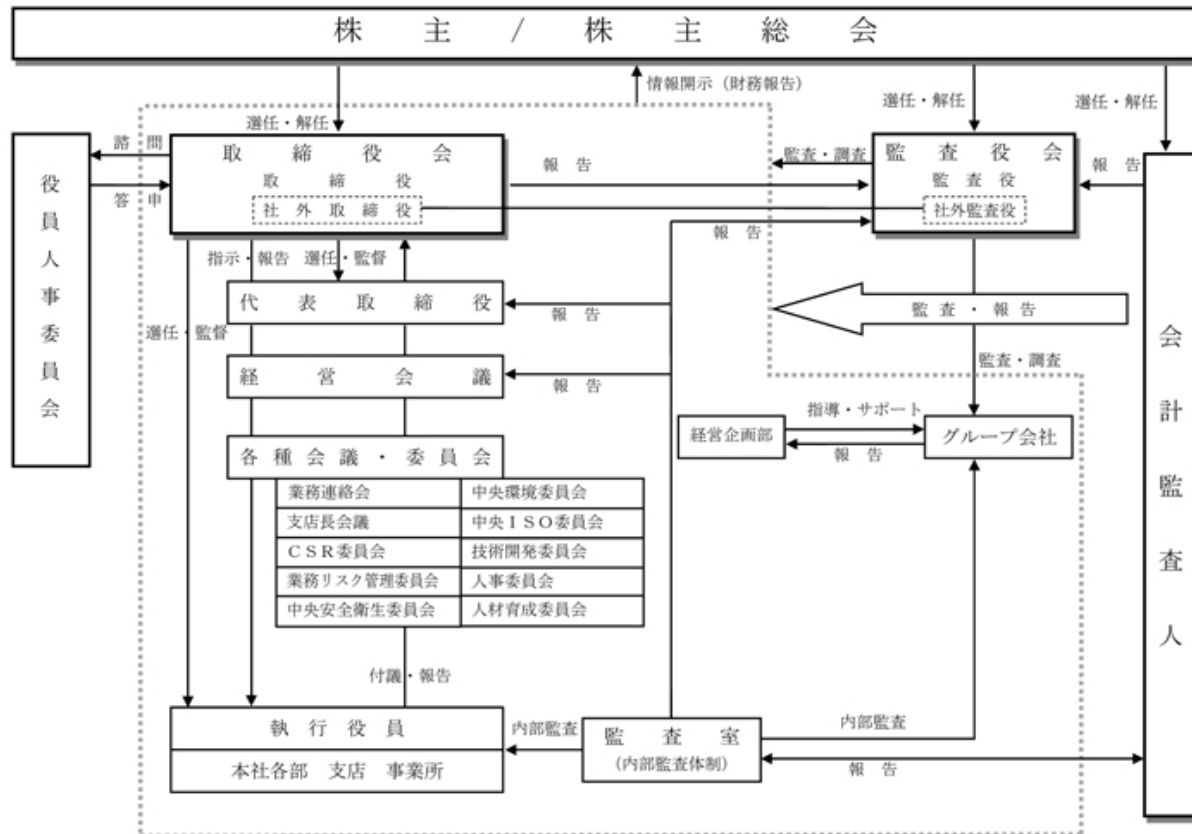 株主/株主総会
情報開示（財務報告）
選任・解任
選任・解任
選任・解任
諮問
答申
役員人事委員会
取締役会
取締役
社外取締役
報告
監査・調査
監査役会
監査役
社外監査役
報告
報告
指示・報告
選任・監督
代表取締役
報告
監査・報告
選任・監督
経営会議
報告
監査・調査
会計監査人
指導・サポート
経営企画部
グループ会社
報告
各種会議・委員会
業務連絡会
中央環境委員会
支店長会議
中央ＩＳＯ委員会
ＣＳＲ委員会
技術開発委員会
業務リスク管理委員会
人事委員会
中央安全衛生委員会
人材育成委員会
付議・報告
執行役員
本社各部 支店 事業所
内部監査
監査室
（内部監査体制）
内部監査
報告